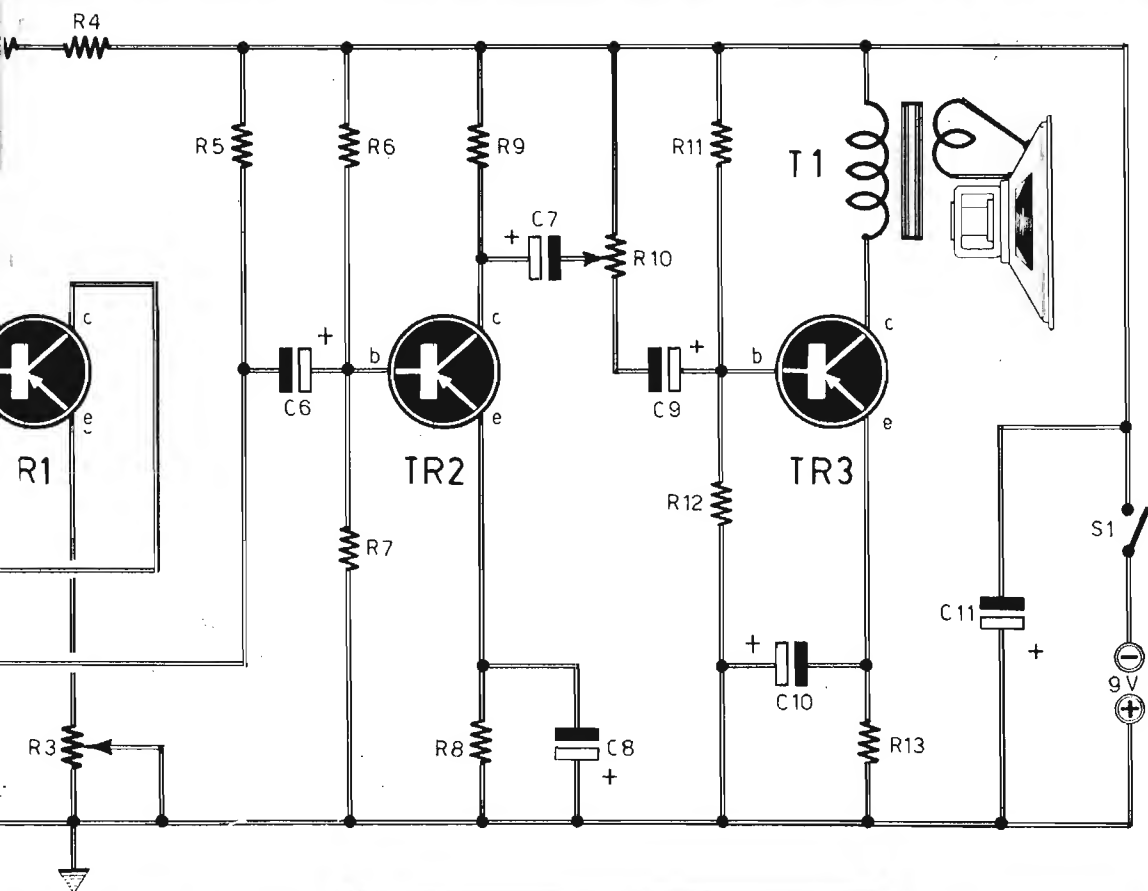 R4
R5
R6
R9
R11
T1
C7
+
R10
c
c
c
+
b
+
b
C6
C9
e
e
e
R1
TR2
TR3
R12
S1
R7
C11
+
+
C10
9V
−
+
R3
R8
C8
+
R13